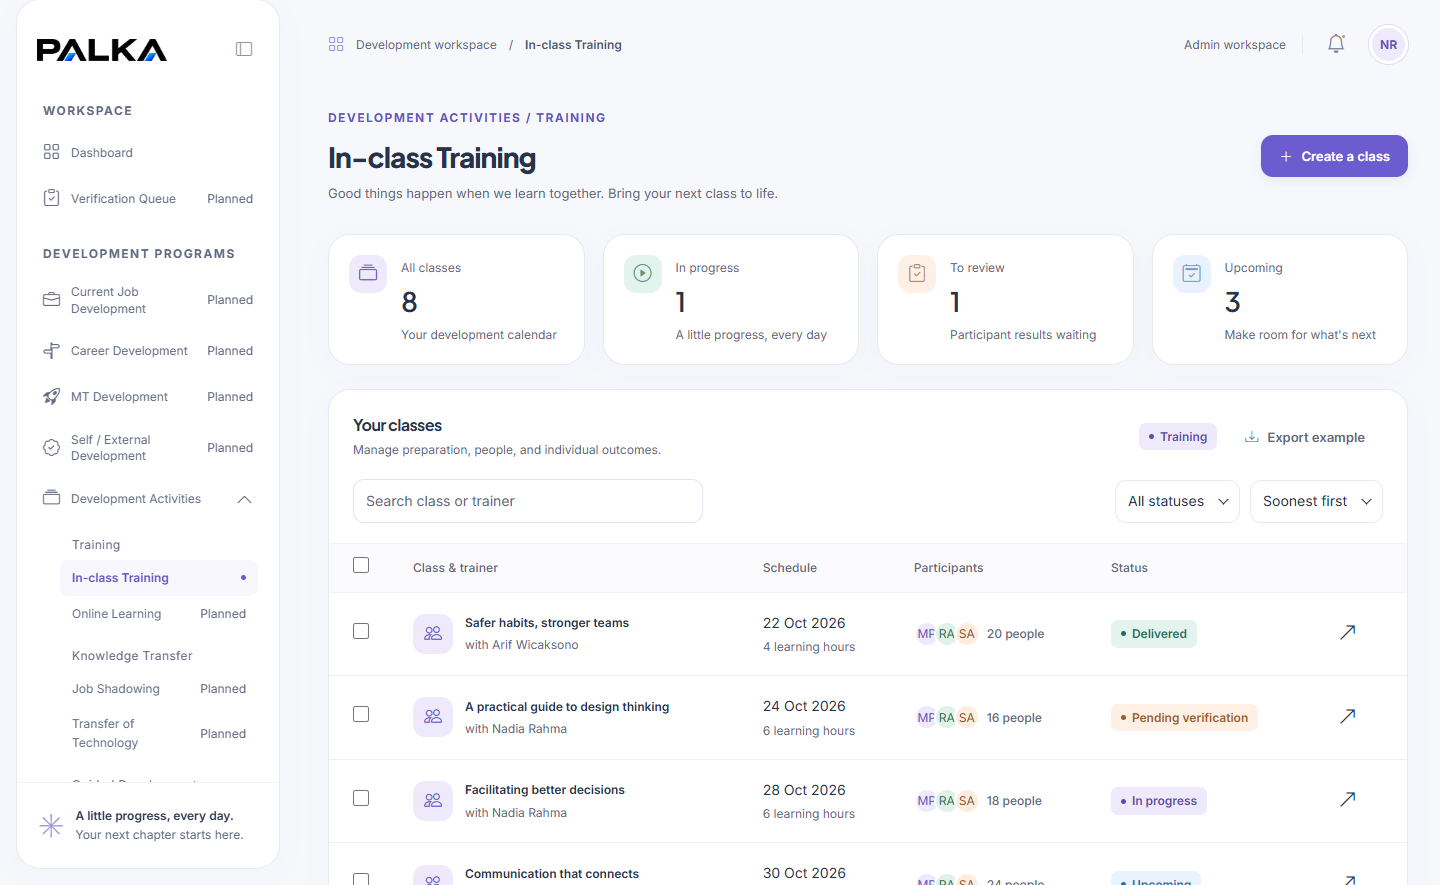 PALKA
WORKSPACE
Dashboard
Verification Queue Planned
DEVELOPMENT PROGRAMS
Current Job Development Planned
Career Development Planned
MT Development Planned
Self / External Development Planned
Development Activities
Training
In-class Training
Online Learning Planned
Knowledge Transfer
Job Shadowing Planned
Transfer of Technology Planned
A little progress, every day.
Your next chapter starts here.
Development workspace / In-class Training
Admin workspace
NR
DEVELOPMENT ACTIVITIES / TRAINING
In-class Training
Good things happen when we learn together. Bring your next class to life.
+ Create a class
All classes
8
Your development calendar
In progress
1
A little progress, every day
To review
1
Participant results waiting
Upcoming
3
Make room for what's next
Your classes
Manage preparation, people, and individual outcomes.
Training
Export example
Search class or trainer
All statuses
Soonest first
Class & trainer Schedule Participants Status
Safer habits, stronger teams
with Arif Wicaksono
22 Oct 2026
4 learning hours
MP RA SA 20 people
Delivered
A practical guide to design thinking
with Nadia Rahma
24 Oct 2026
6 learning hours
MP RA SA 16 people
Pending verification
Facilitating better decisions
with Nadia Rahma
28 Oct 2026
6 learning hours
MP RA SA 18 people
In progress
Communication that connects
30 Oct 2026
MP RA SA 24 people
Upcoming